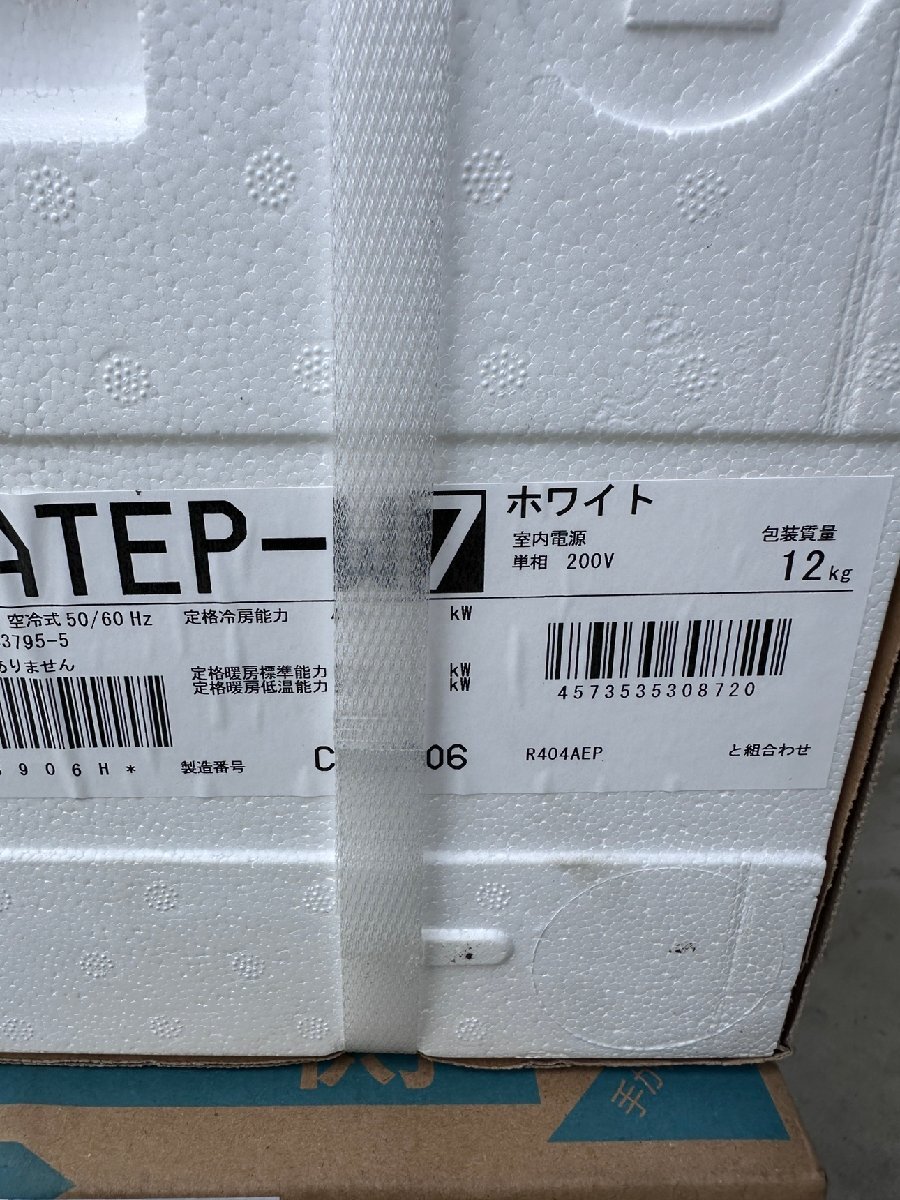 ATEP-
7
ホワイト
室内電源
単相 200V
包装質量
12kg
空冷式 50/60 Hz
定格冷房能力
kW
3795-5
ありません
定格暖房標準能力
kW
定格暖房低温能力
kW
4573535308720
906H*
製造番号
C
06
R404AEP
と組合わせ